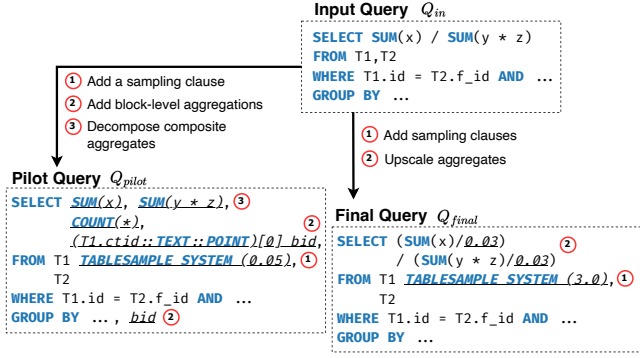 Input Query Q_in
SELECT SUM(x) / SUM(y * z)
FROM T1,T2
WHERE T1.id = T2.f_id AND ...
GROUP BY ...
① Add a sampling clause
② Add block-level aggregations
③ Decompose composite
aggregates
① Add sampling clauses
② Upscale aggregates
Pilot Query Q_pilot
SELECT SUM(x), SUM(y * z), ③
COUNT(*),
②
(T1.ctid::TEXT::POINT)[0] bid,
FROM T1 TABLESAMPLE SYSTEM (0.05), ①
T2
WHERE T1.id = T2.f_id AND ...
GROUP BY ... , bid ②
Final Query Q_final
SELECT (SUM(x)/0.03) ②
/ (SUM(y * z)/0.03)
FROM T1 TABLESAMPLE SYSTEM (3.0), ①
T2
WHERE T1.id = T2.f_id AND ...
GROUP BY ...